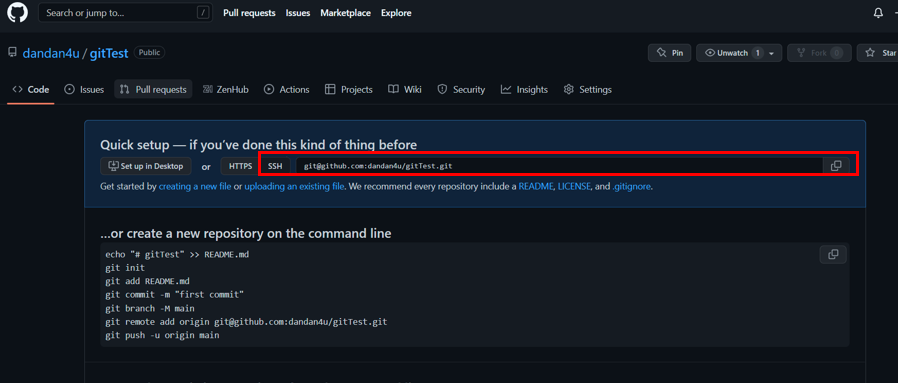 Search or jump to... /
Pull requests Issues Marketplace Explore
dandan4u / gitTest Public
Pin Unwatch 1 Fork 0 Star
Code Issues Pull requests ZenHub Actions Projects Wiki Security Insights Settings
Quick setup — if you've done this kind of thing before
Set up in Desktop or HTTPS SSH git@github.com:dandan4u/gitTest.git
Get started by creating a new file or uploading an existing file. We recommend every repository include a README, LICENSE, and .gitignore.
...or create a new repository on the command line
echo "# gitTest" >> README.md
git init
git add README.md
git commit -m "first commit"
git branch -M main
git remote add origin git@github.com:dandan4u/gitTest.git
git push -u origin main